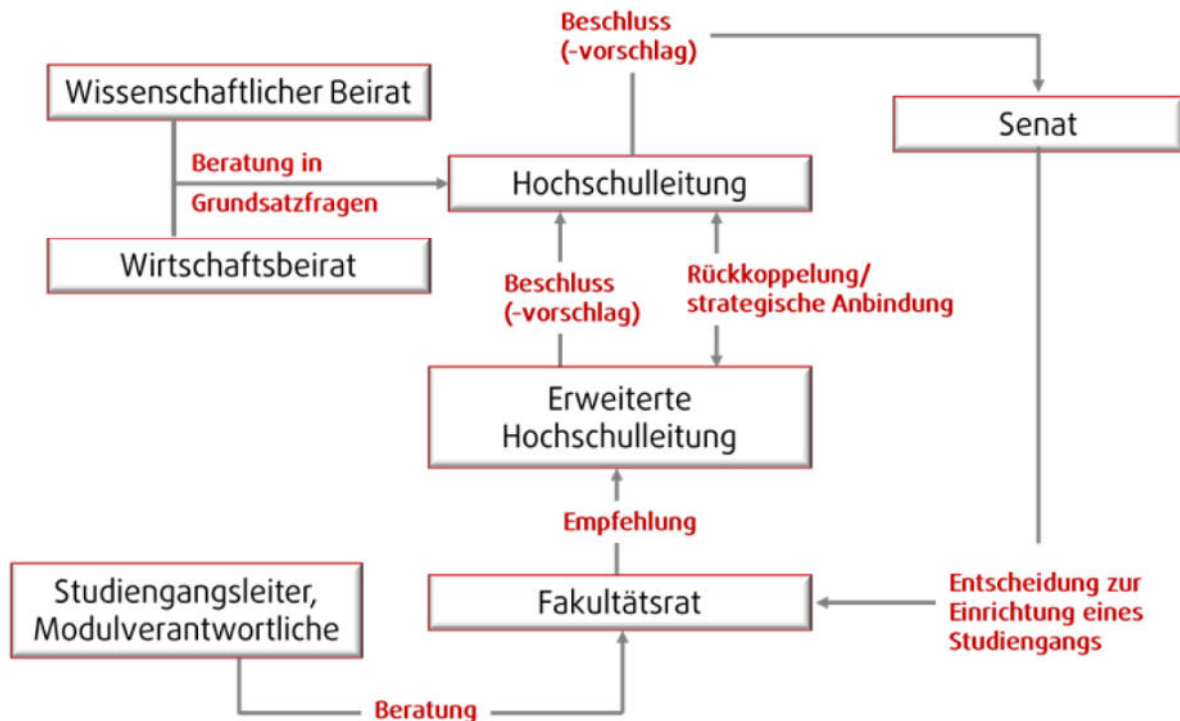 Beschluss
(-vorschlag)
Wissenschaftlicher Beirat
Senat
Beratung in
Grundsatzfragen
Hochschulleitung
Wirtschaftsbeirat
Beschluss
(-vorschlag)
Rückkoppelung/
strategische Anbindung
Erweiterte
Hochschulleitung
Empfehlung
Studiengangsleiter,
Modulverantwortliche
Fakultätsrat
Entscheidung zur
Einrichtung eines
Studiengangs
Beratung